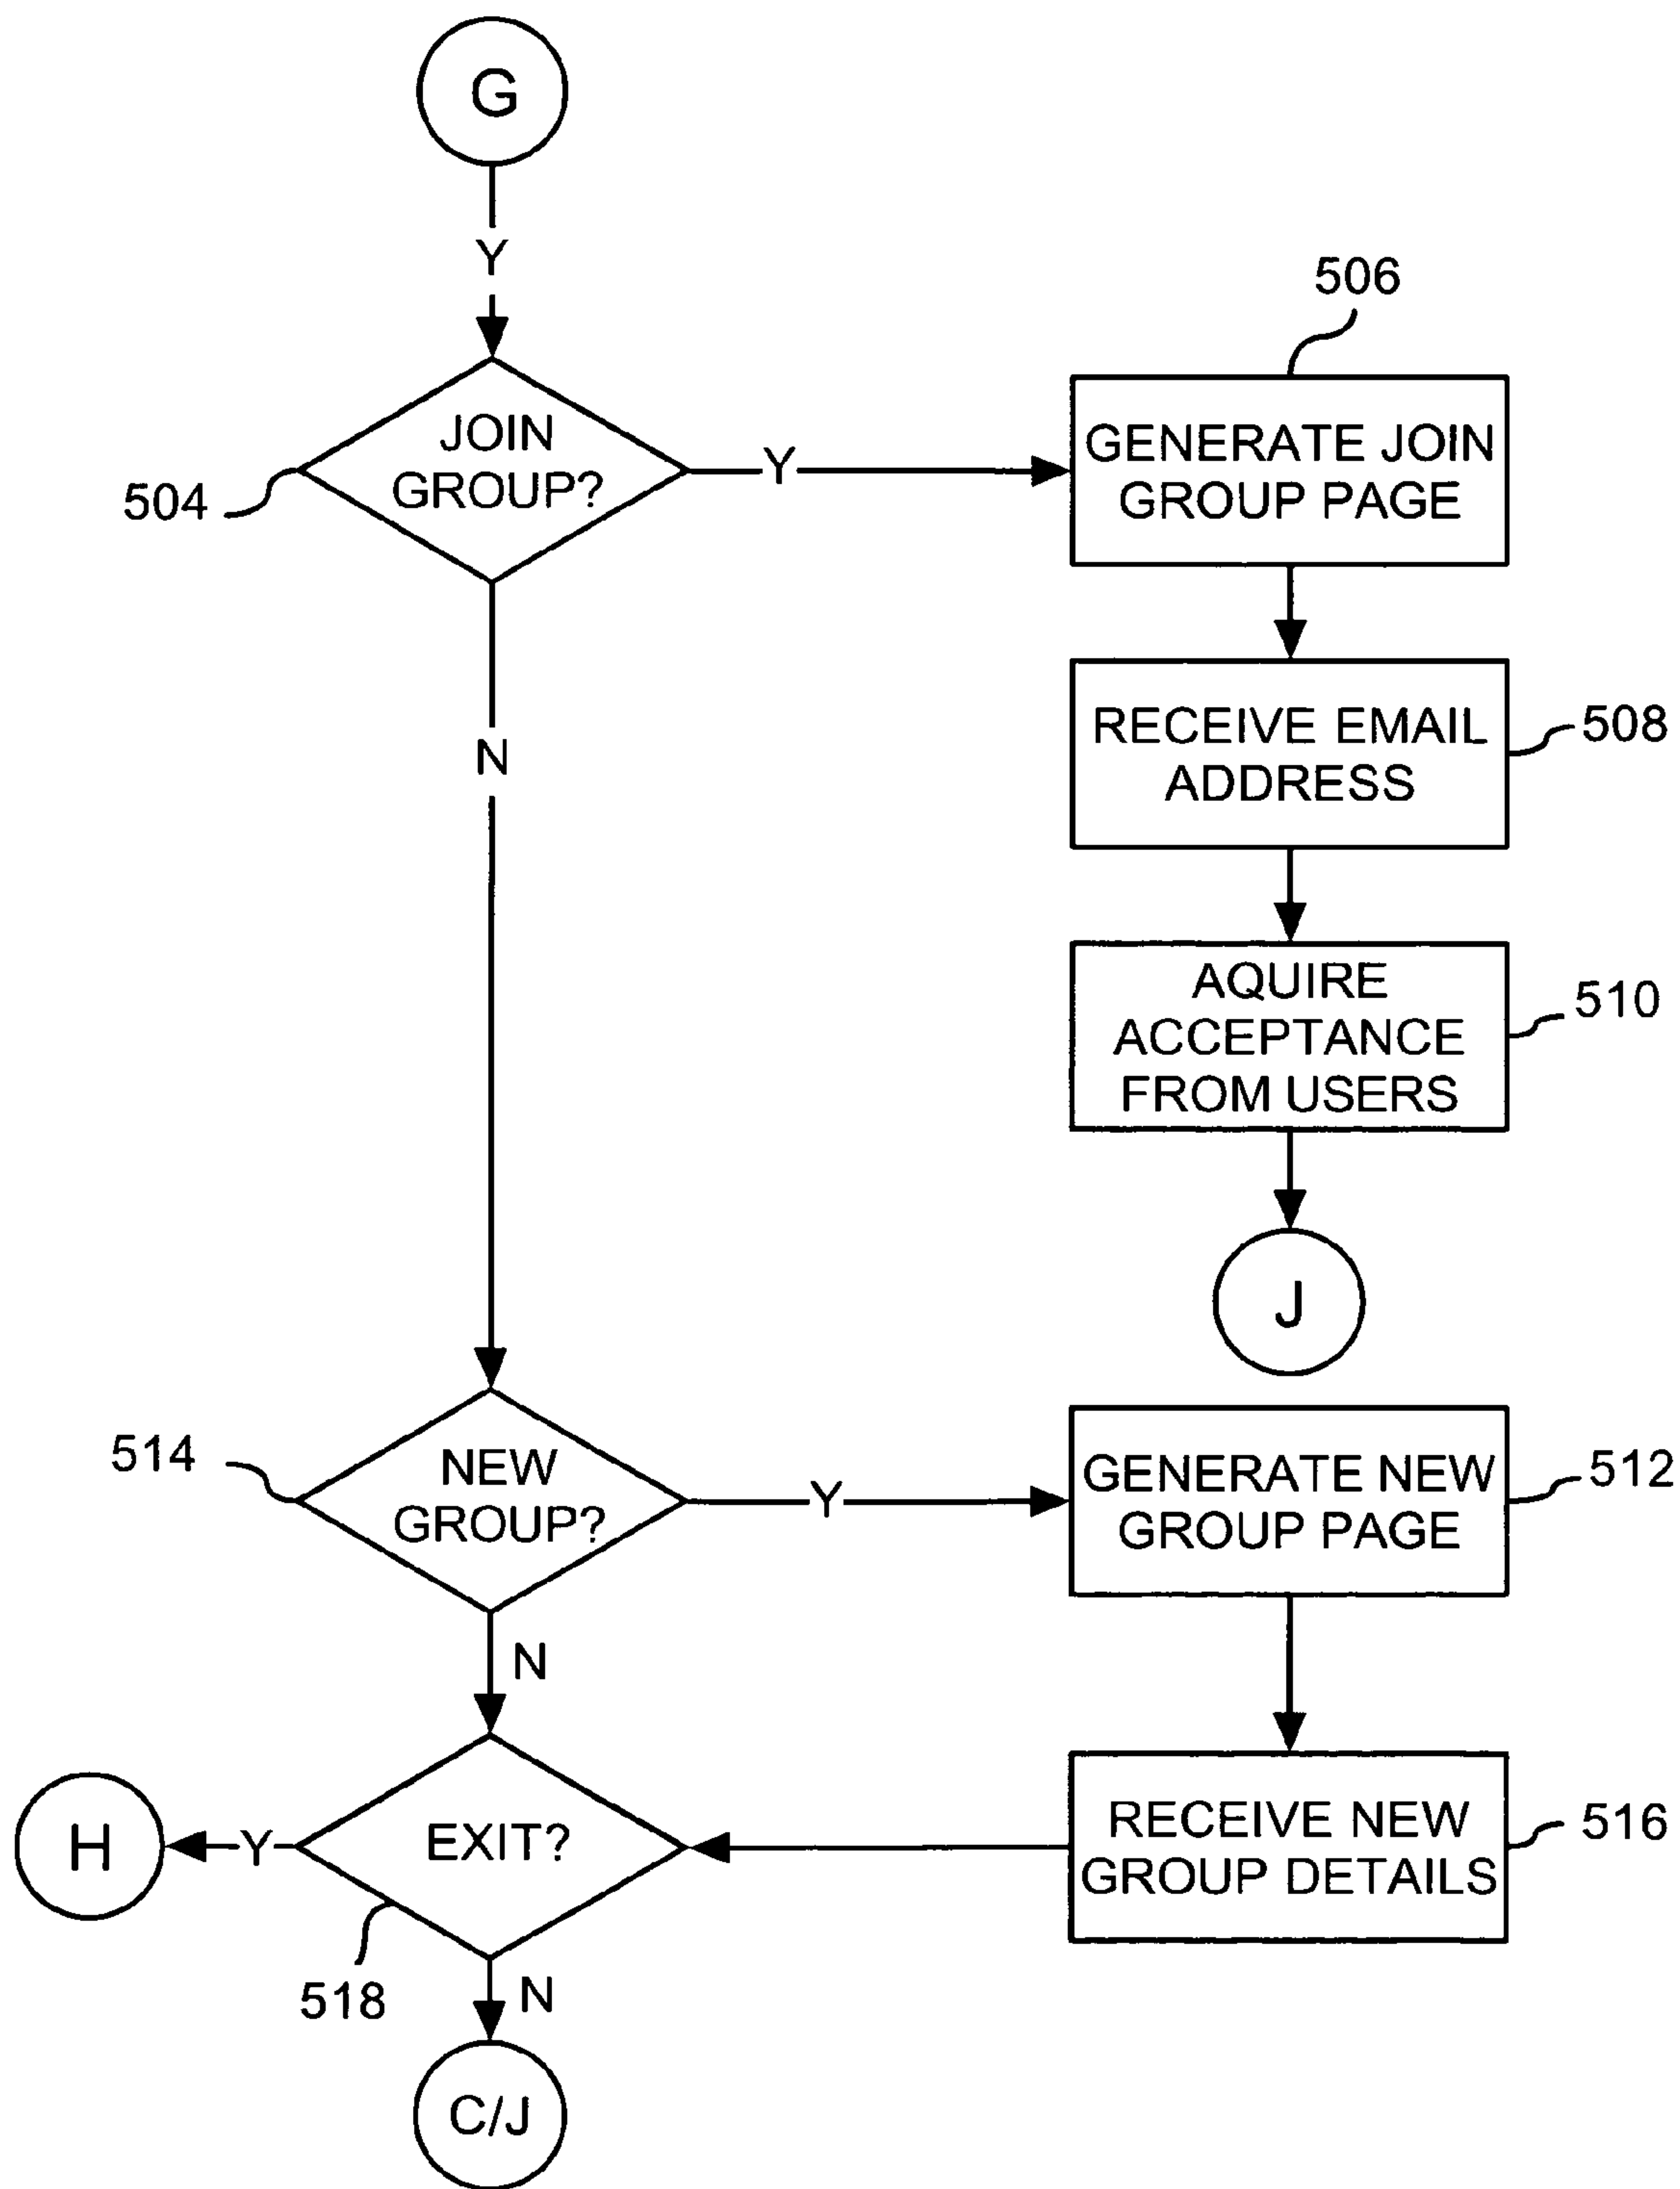 G
Y
506
JOIN
GROUP?
504
Y
GENERATE JOIN
GROUP PAGE
N
RECEIVE EMAIL
ADDRESS
508
AQUIRE
ACCEPTANCE
FROM USERS
510
J
514
NEW
GROUP?
Y
GENERATE NEW
GROUP PAGE
512
N
H
Y
EXIT?
RECEIVE NEW
GROUP DETAILS
516
518
N
C/J